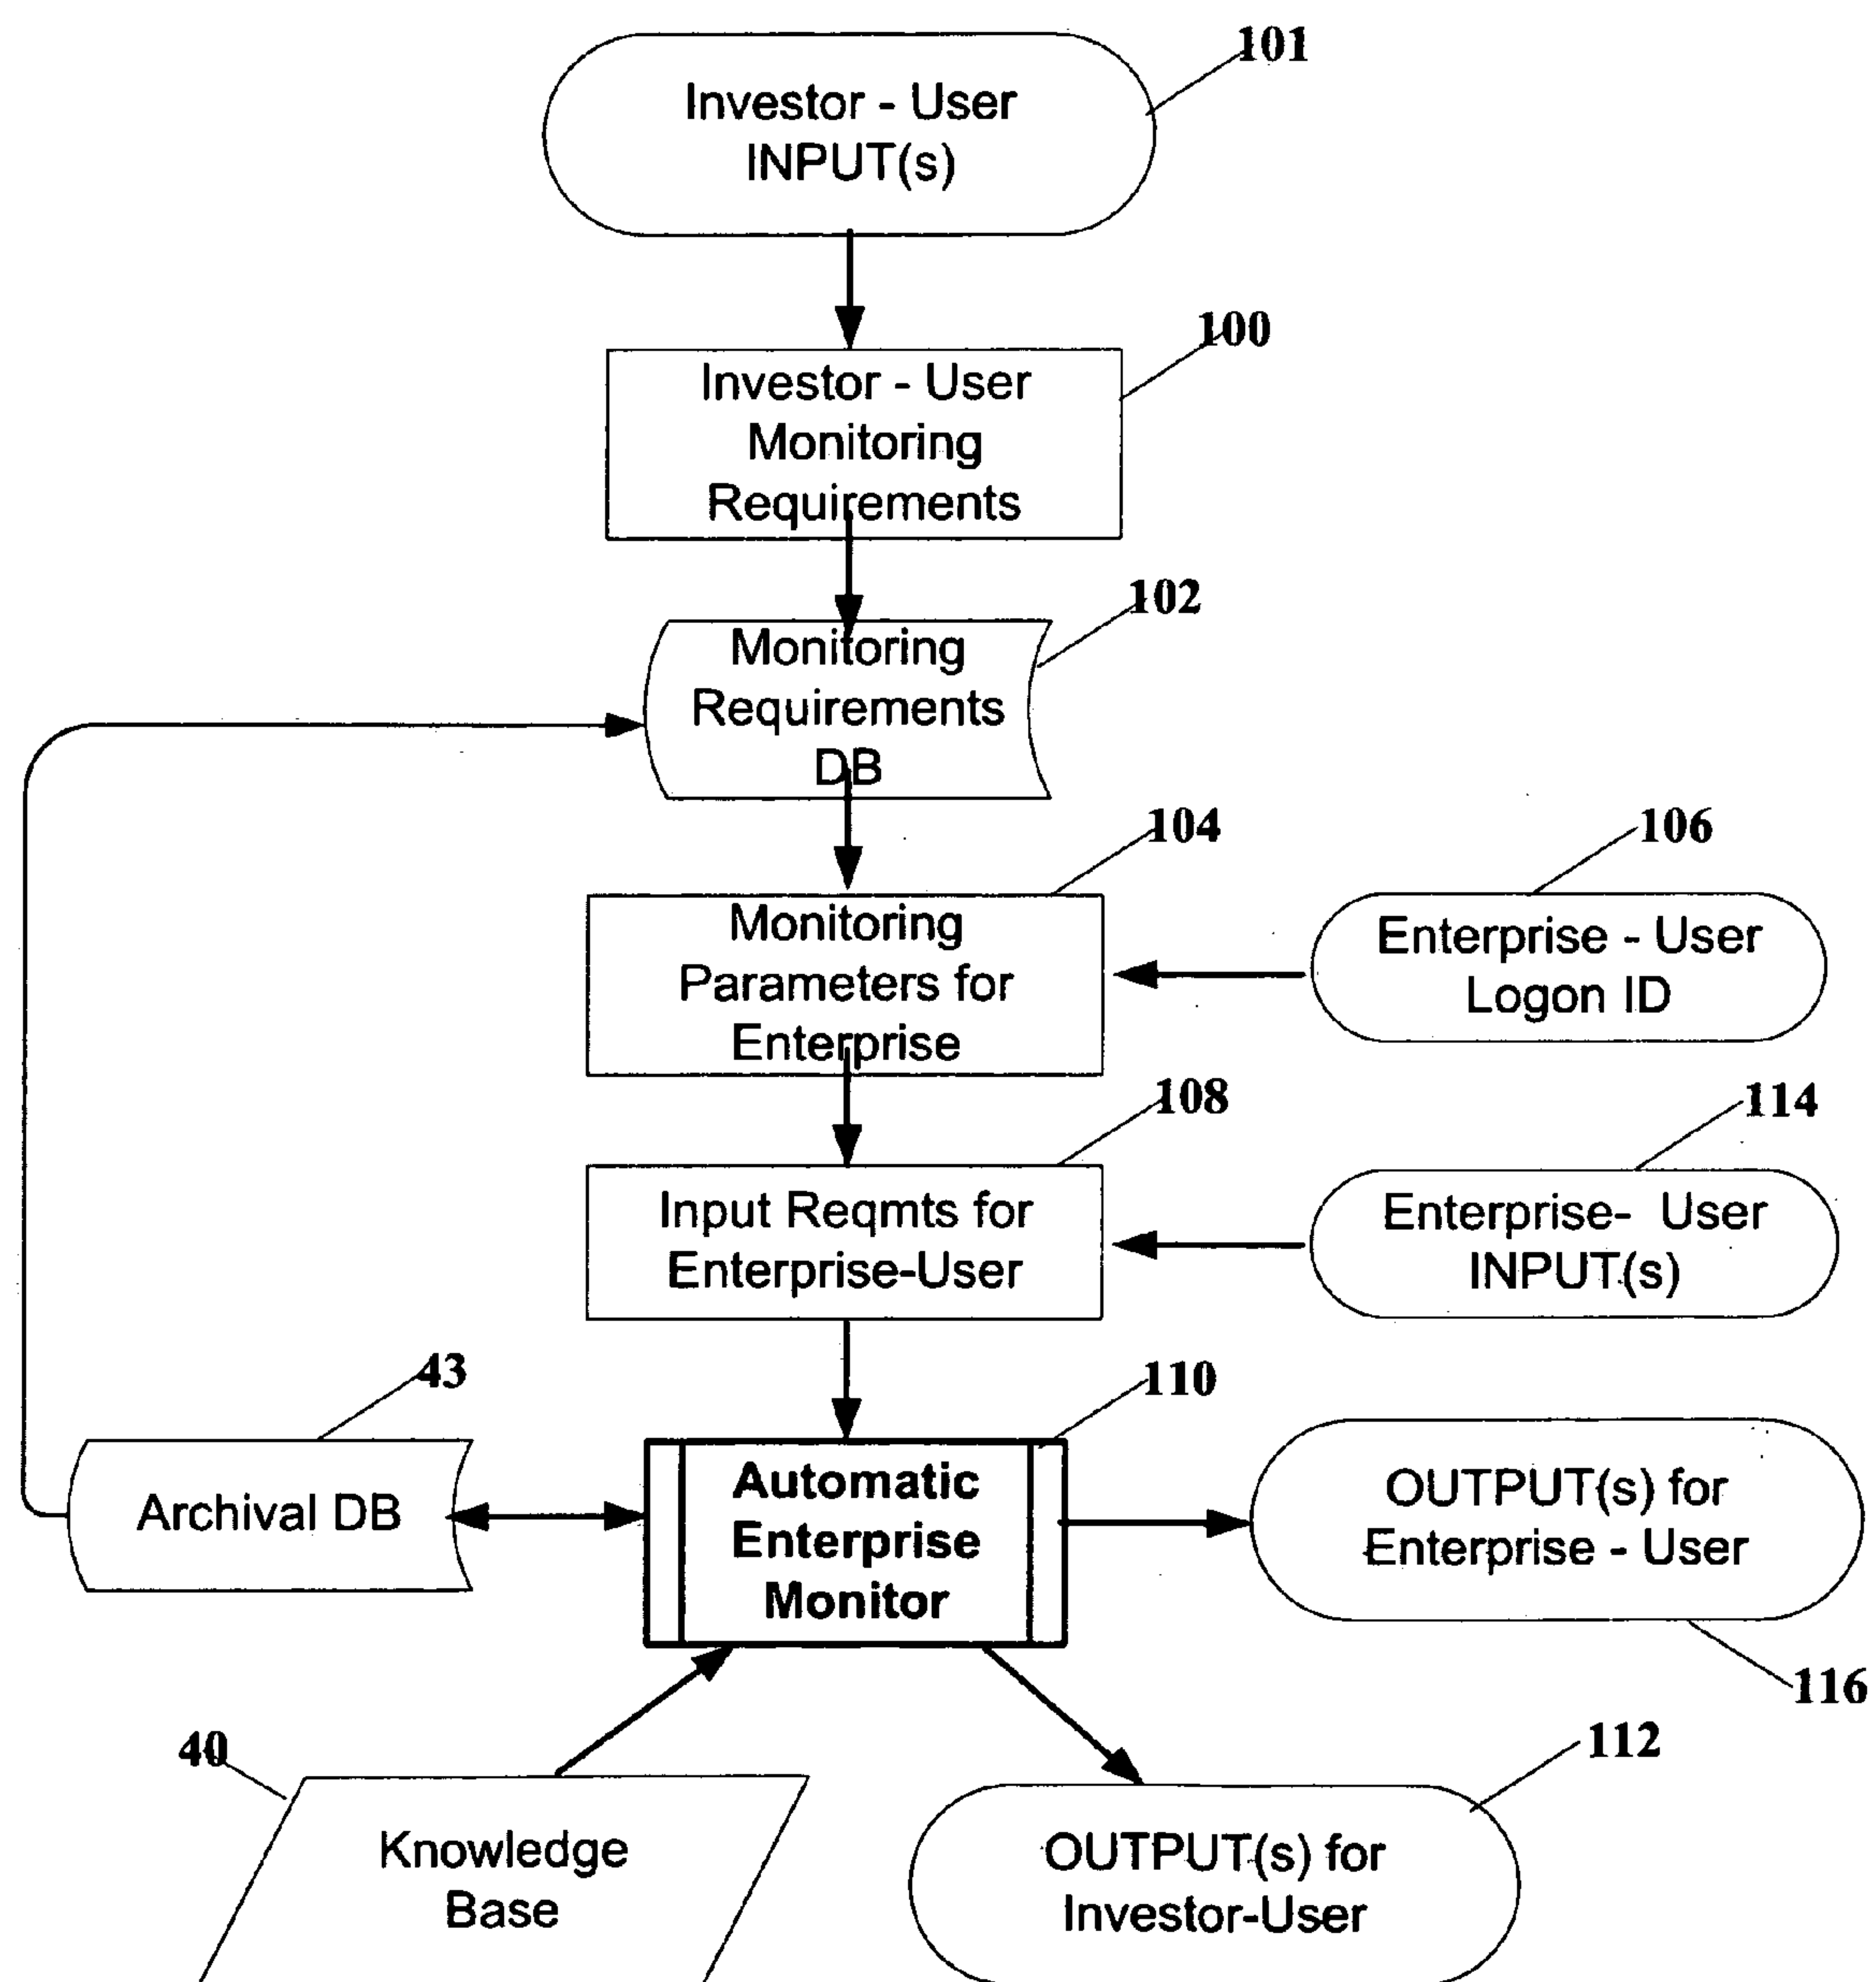 101
Investor - User
INPUT(s)
100
Investor - User
Monitoring
Requirements
102
Monitoring
Requirements
DB
104
106
Monitoring
Parameters for
Enterprise
Enterprise - User
Logon ID
108
114
Input Reqmts for
Enterprise-User
Enterprise- User
INPUT(s)
43
110
Archival DB
Automatic
Enterprise
Monitor
OUTPUT(s) for
Enterprise - User
116
40
112
Knowledge
Base
OUTPUT(s) for
Investor-User